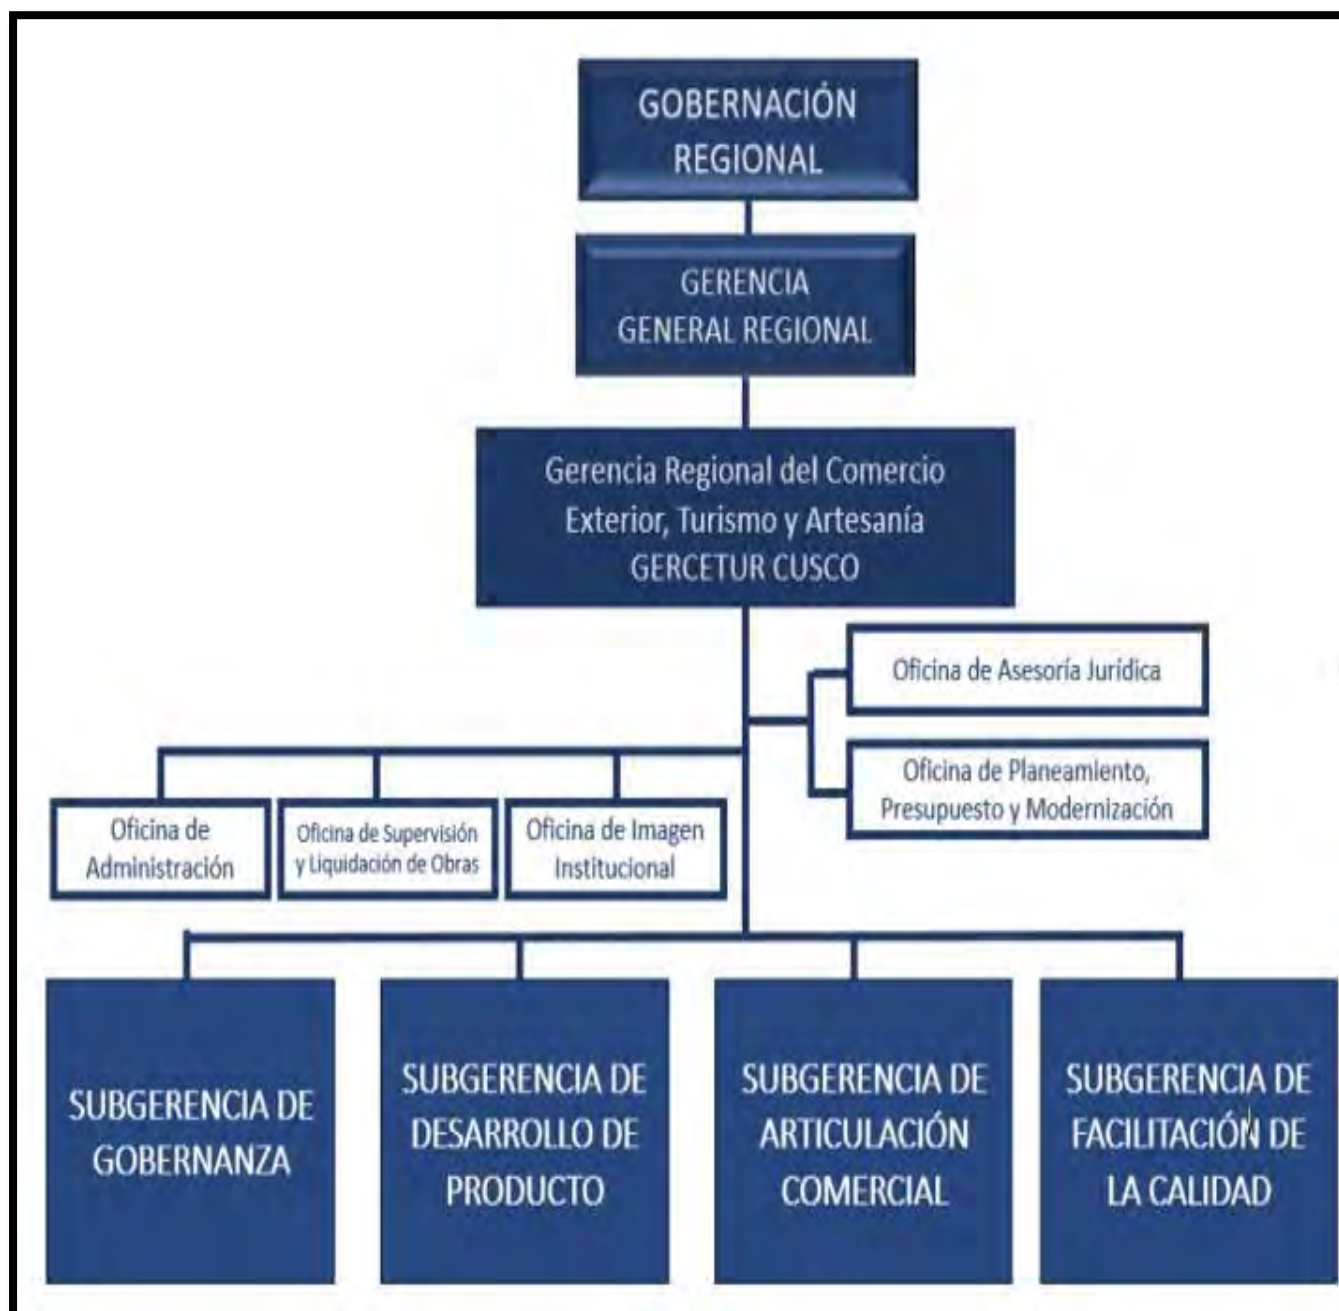 GOBERNACIÓN
REGIONAL
GERENCIA
GENERAL REGIONAL
Gerencia Regional del Comercio
Exterior, Turismo y Artesanía
GERCETUR CUSCO
Oficina de Asesoría Jurídica
Oficina de Planeamiento,
Presupuesto y Modernización
Oficina de
Administración
Oficina de Supervisión
y Liquidación de Obras
Oficina de Imagen
Institucional
SUBGERENCIA DE
GOBERNANZA
SUBGERENCIA DE
DESARROLLO DE
PRODUCTO
SUBGERENCIA DE
ARTICULACIÓN
COMERCIAL
SUBGERENCIA DE
FACILITACIÓN DE
LA CALIDAD